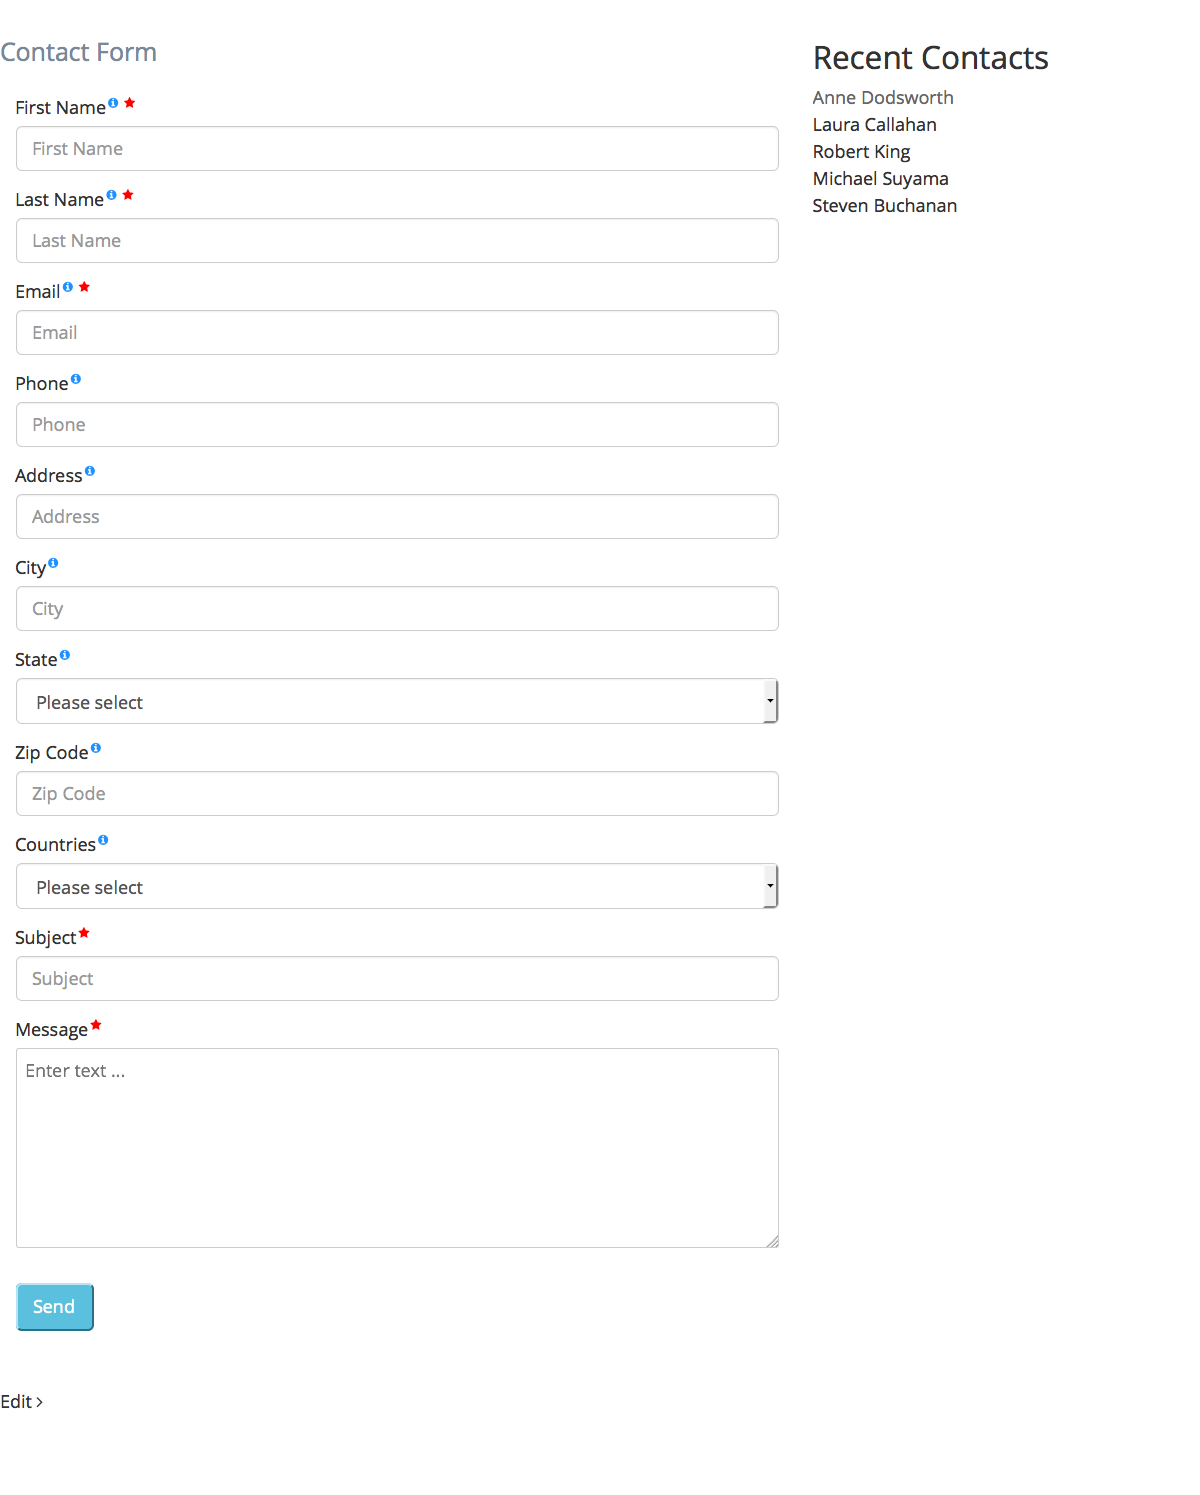 Contact Form
First Name
First Name
Last Name
Last Name
Email
Email
Phone
Phone
Address
Address
City
City
State
Please select
Zip Code
Zip Code
Countries
Please select
Subject
Subject
Message
Enter text ...
Send
Edit >
Recent Contacts
Anne Dodsworth
Laura Callahan
Robert King
Michael Suyama
Steven Buchanan